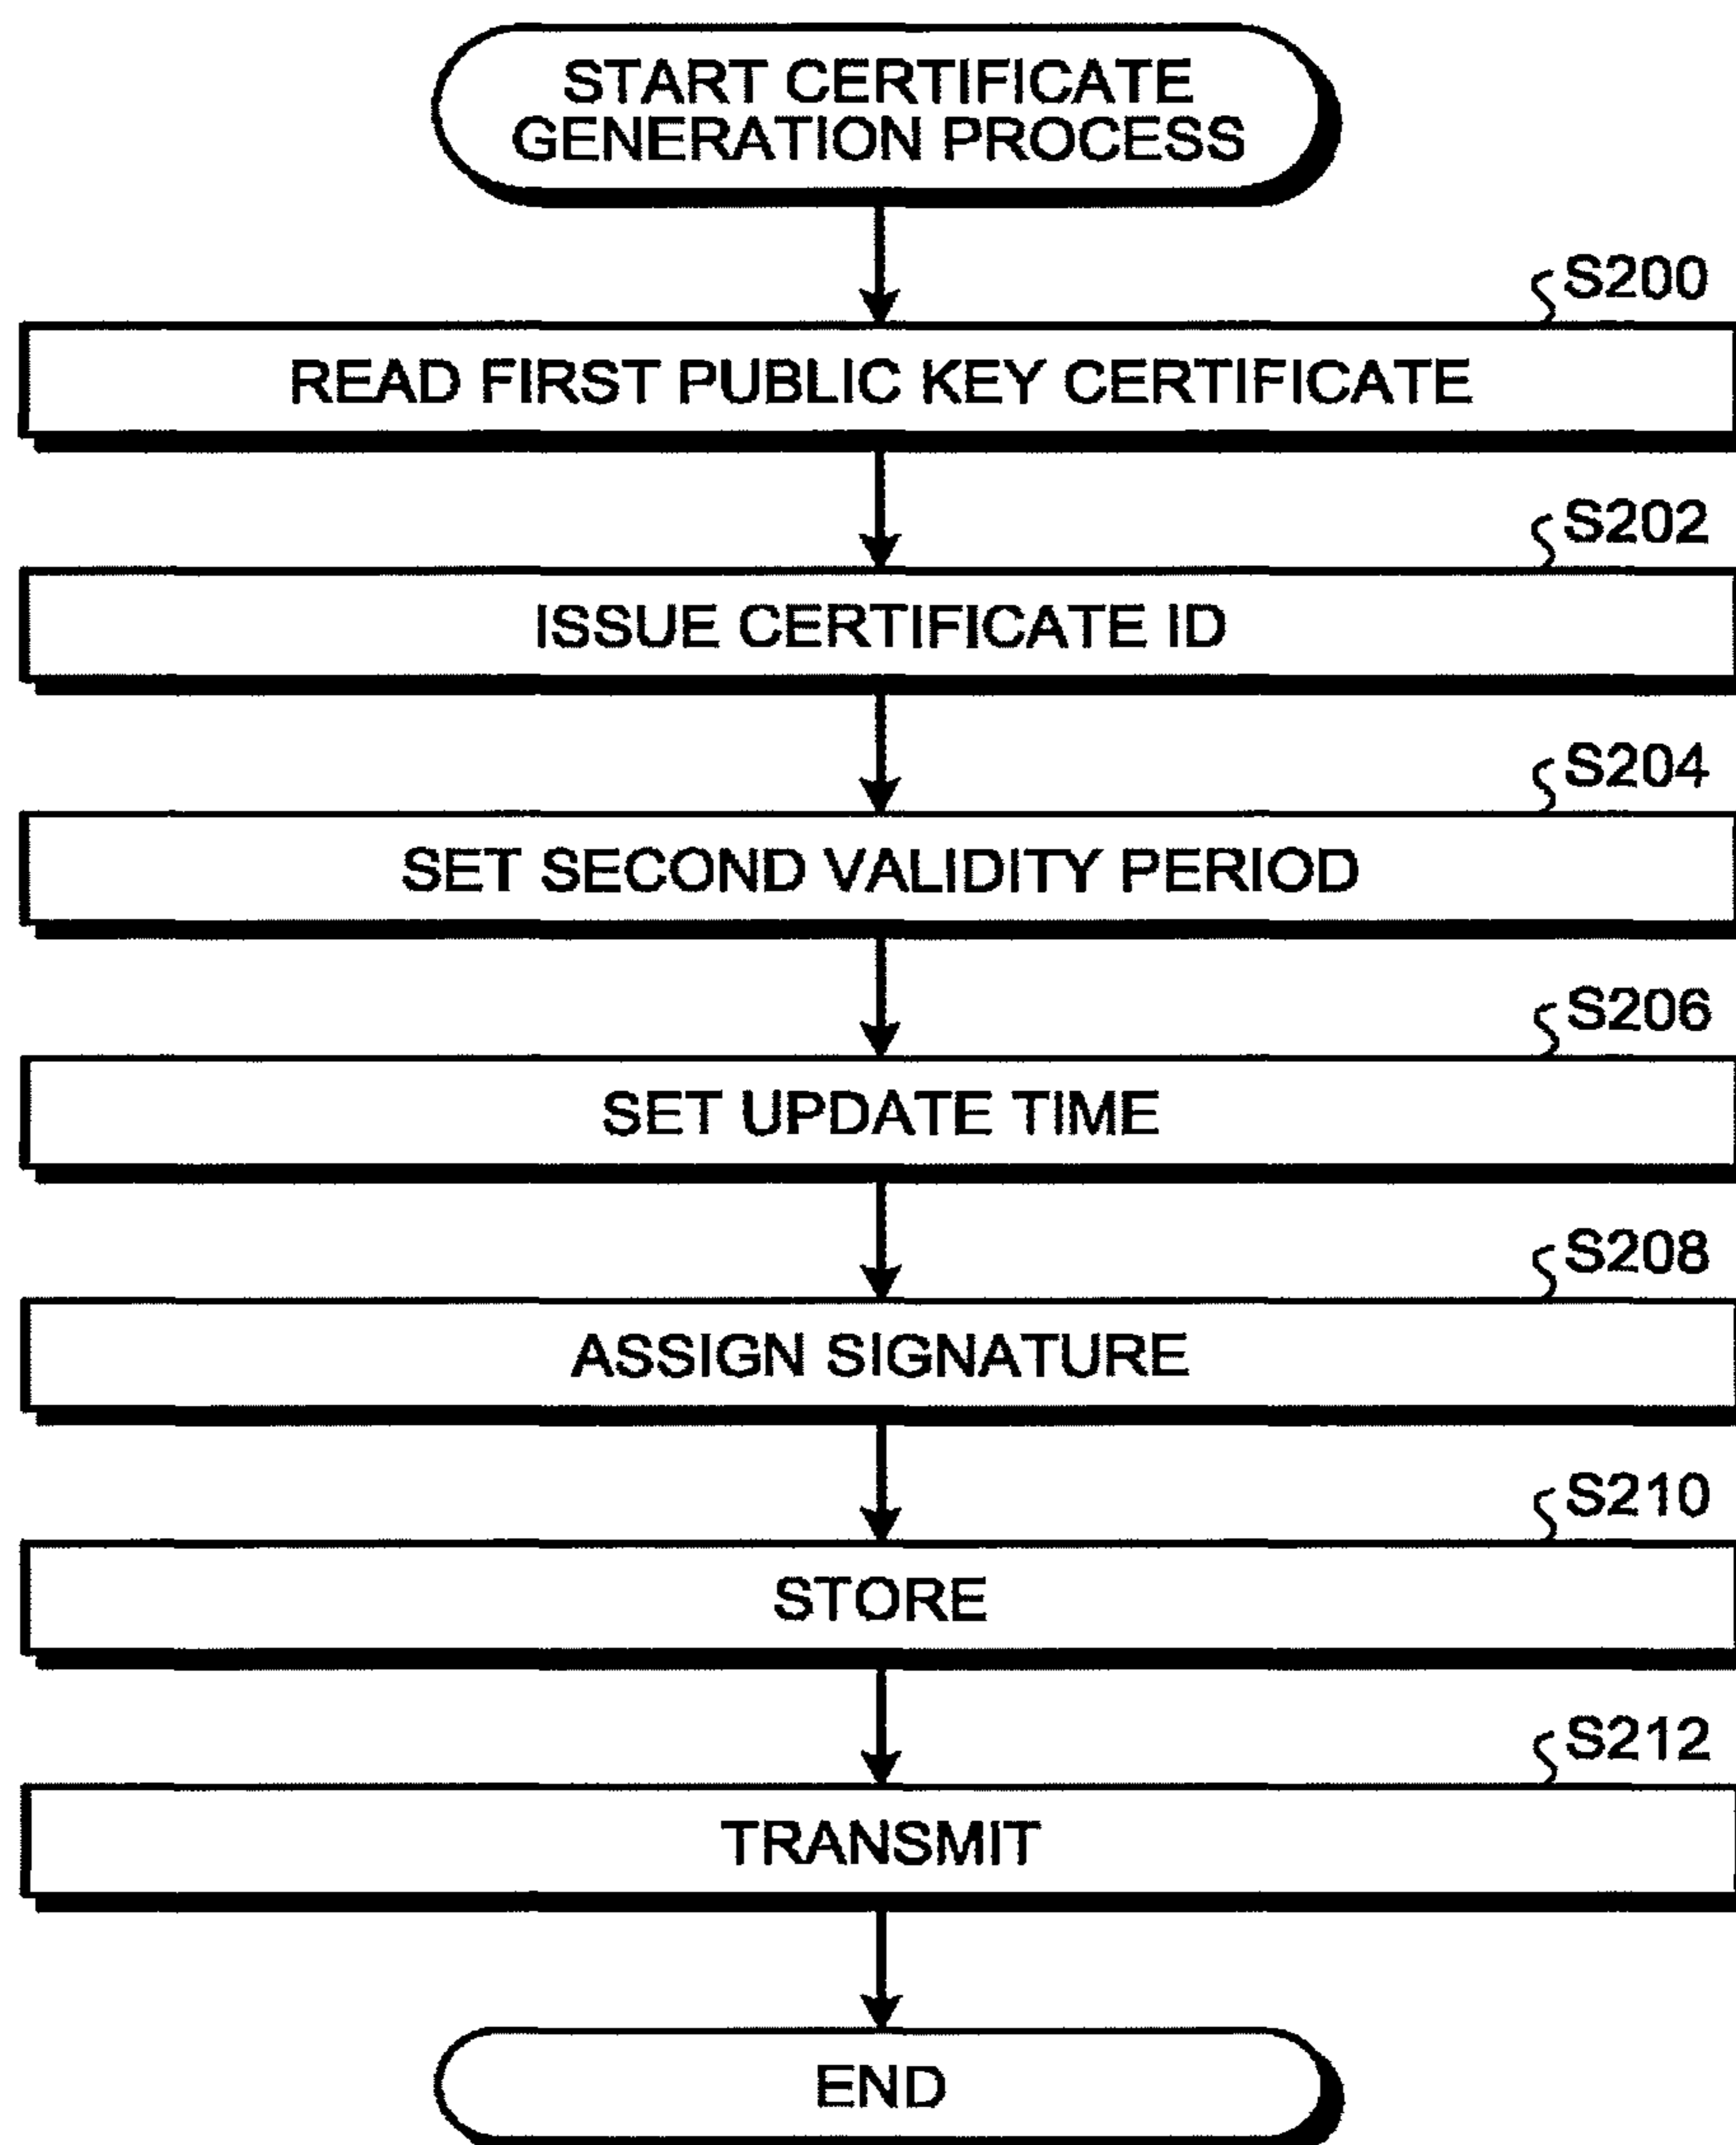 START CERTIFICATE
GENERATION PROCESS
S200
READ FIRST PUBLIC KEY CERTIFICATE
S202
ISSUE CERTIFICATE ID
S204
SET SECOND VALIDITY PERIOD
S206
SET UPDATE TIME
S208
ASSIGN SIGNATURE
S210
STORE
S212
TRANSMIT
END